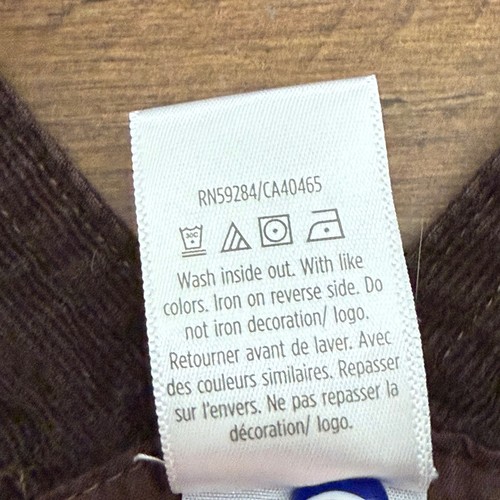 RN59284/CA40465
30C
Wash inside out. With like
colors. Iron on reverse side. Do
not iron decoration/ logo.
Retourner avant de laver. Avec
des couleurs similaires. Repasser
sur l'envers. Ne pas repasser la
décoration/ logo.